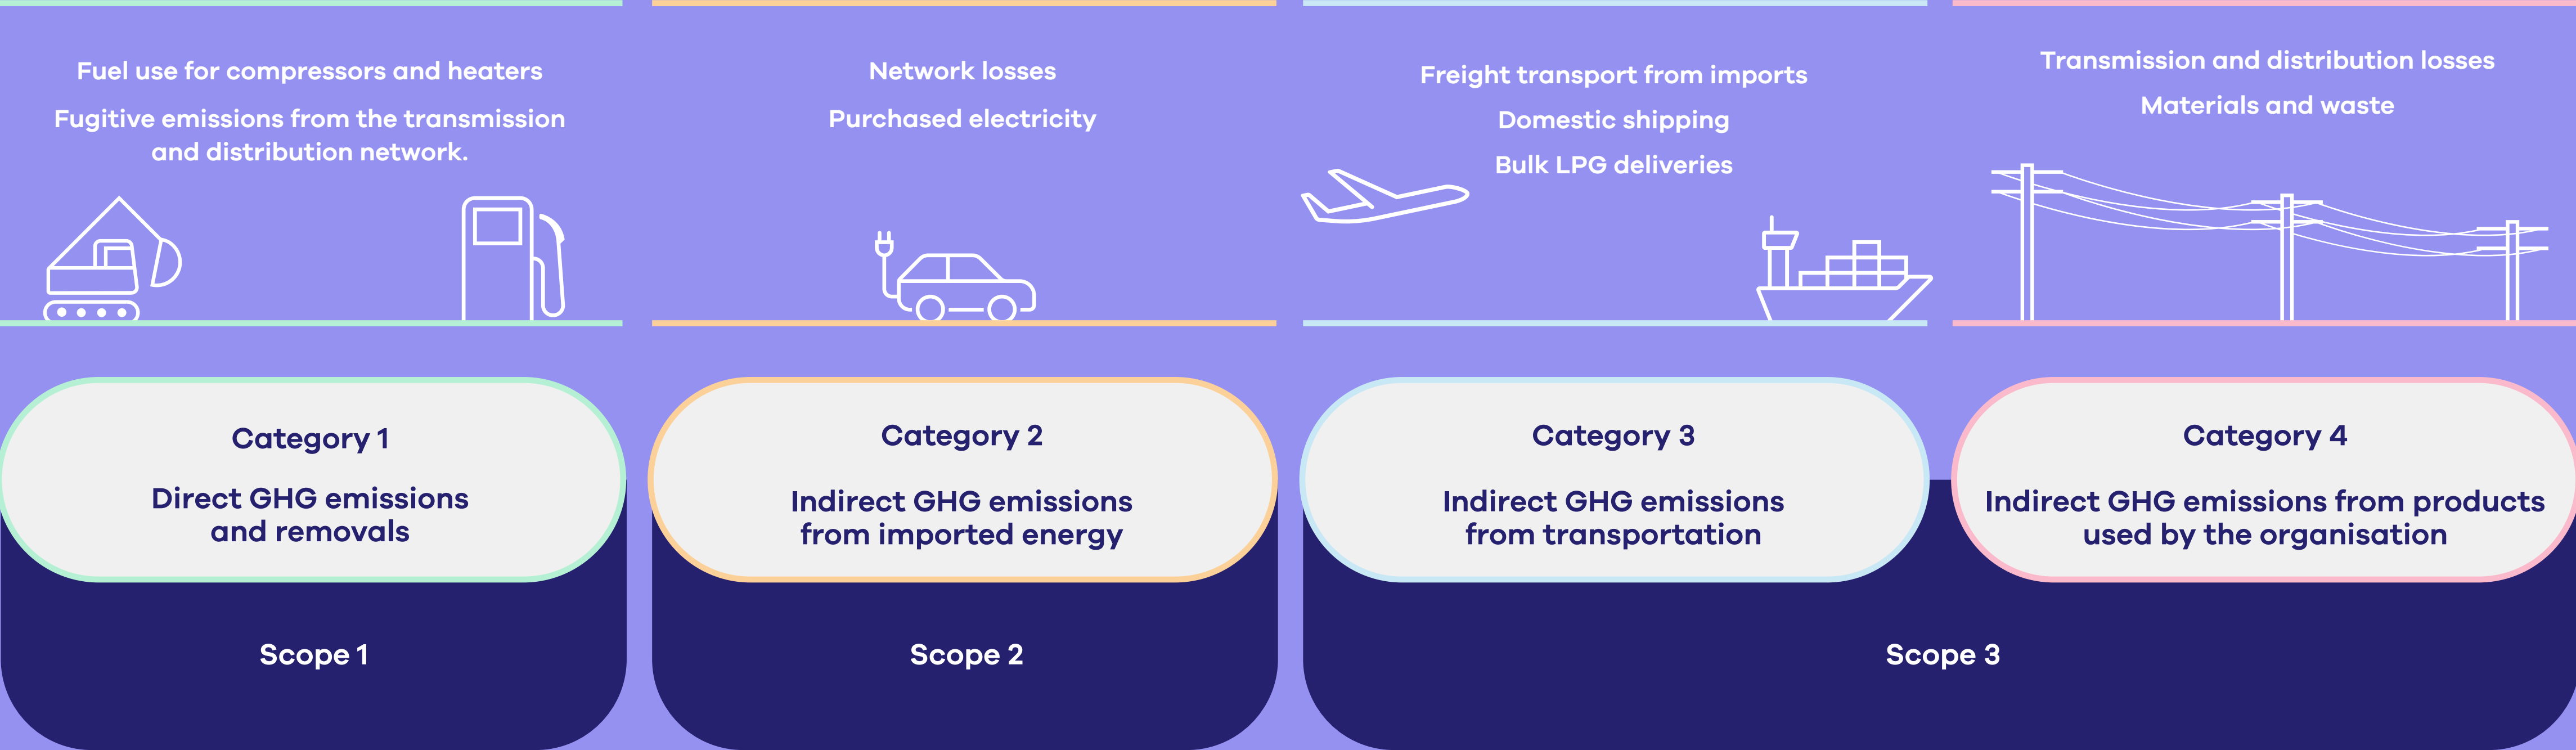 Fuel use for compressors and heaters
Fugitive emissions from the transmission
and distribution network.
Network losses
Purchased electricity
Freight transport from imports
Domestic shipping
Bulk LPG deliveries
Transmission and distribution losses
Materials and waste
Category 1
Direct GHG emissions
and removals
Category 2
Indirect GHG emissions
from imported energy
Category 3
Indirect GHG emissions
from transportation
Category 4
Indirect GHG emissions from products
used by the organisation
Scope 1
Scope 2
Scope 3